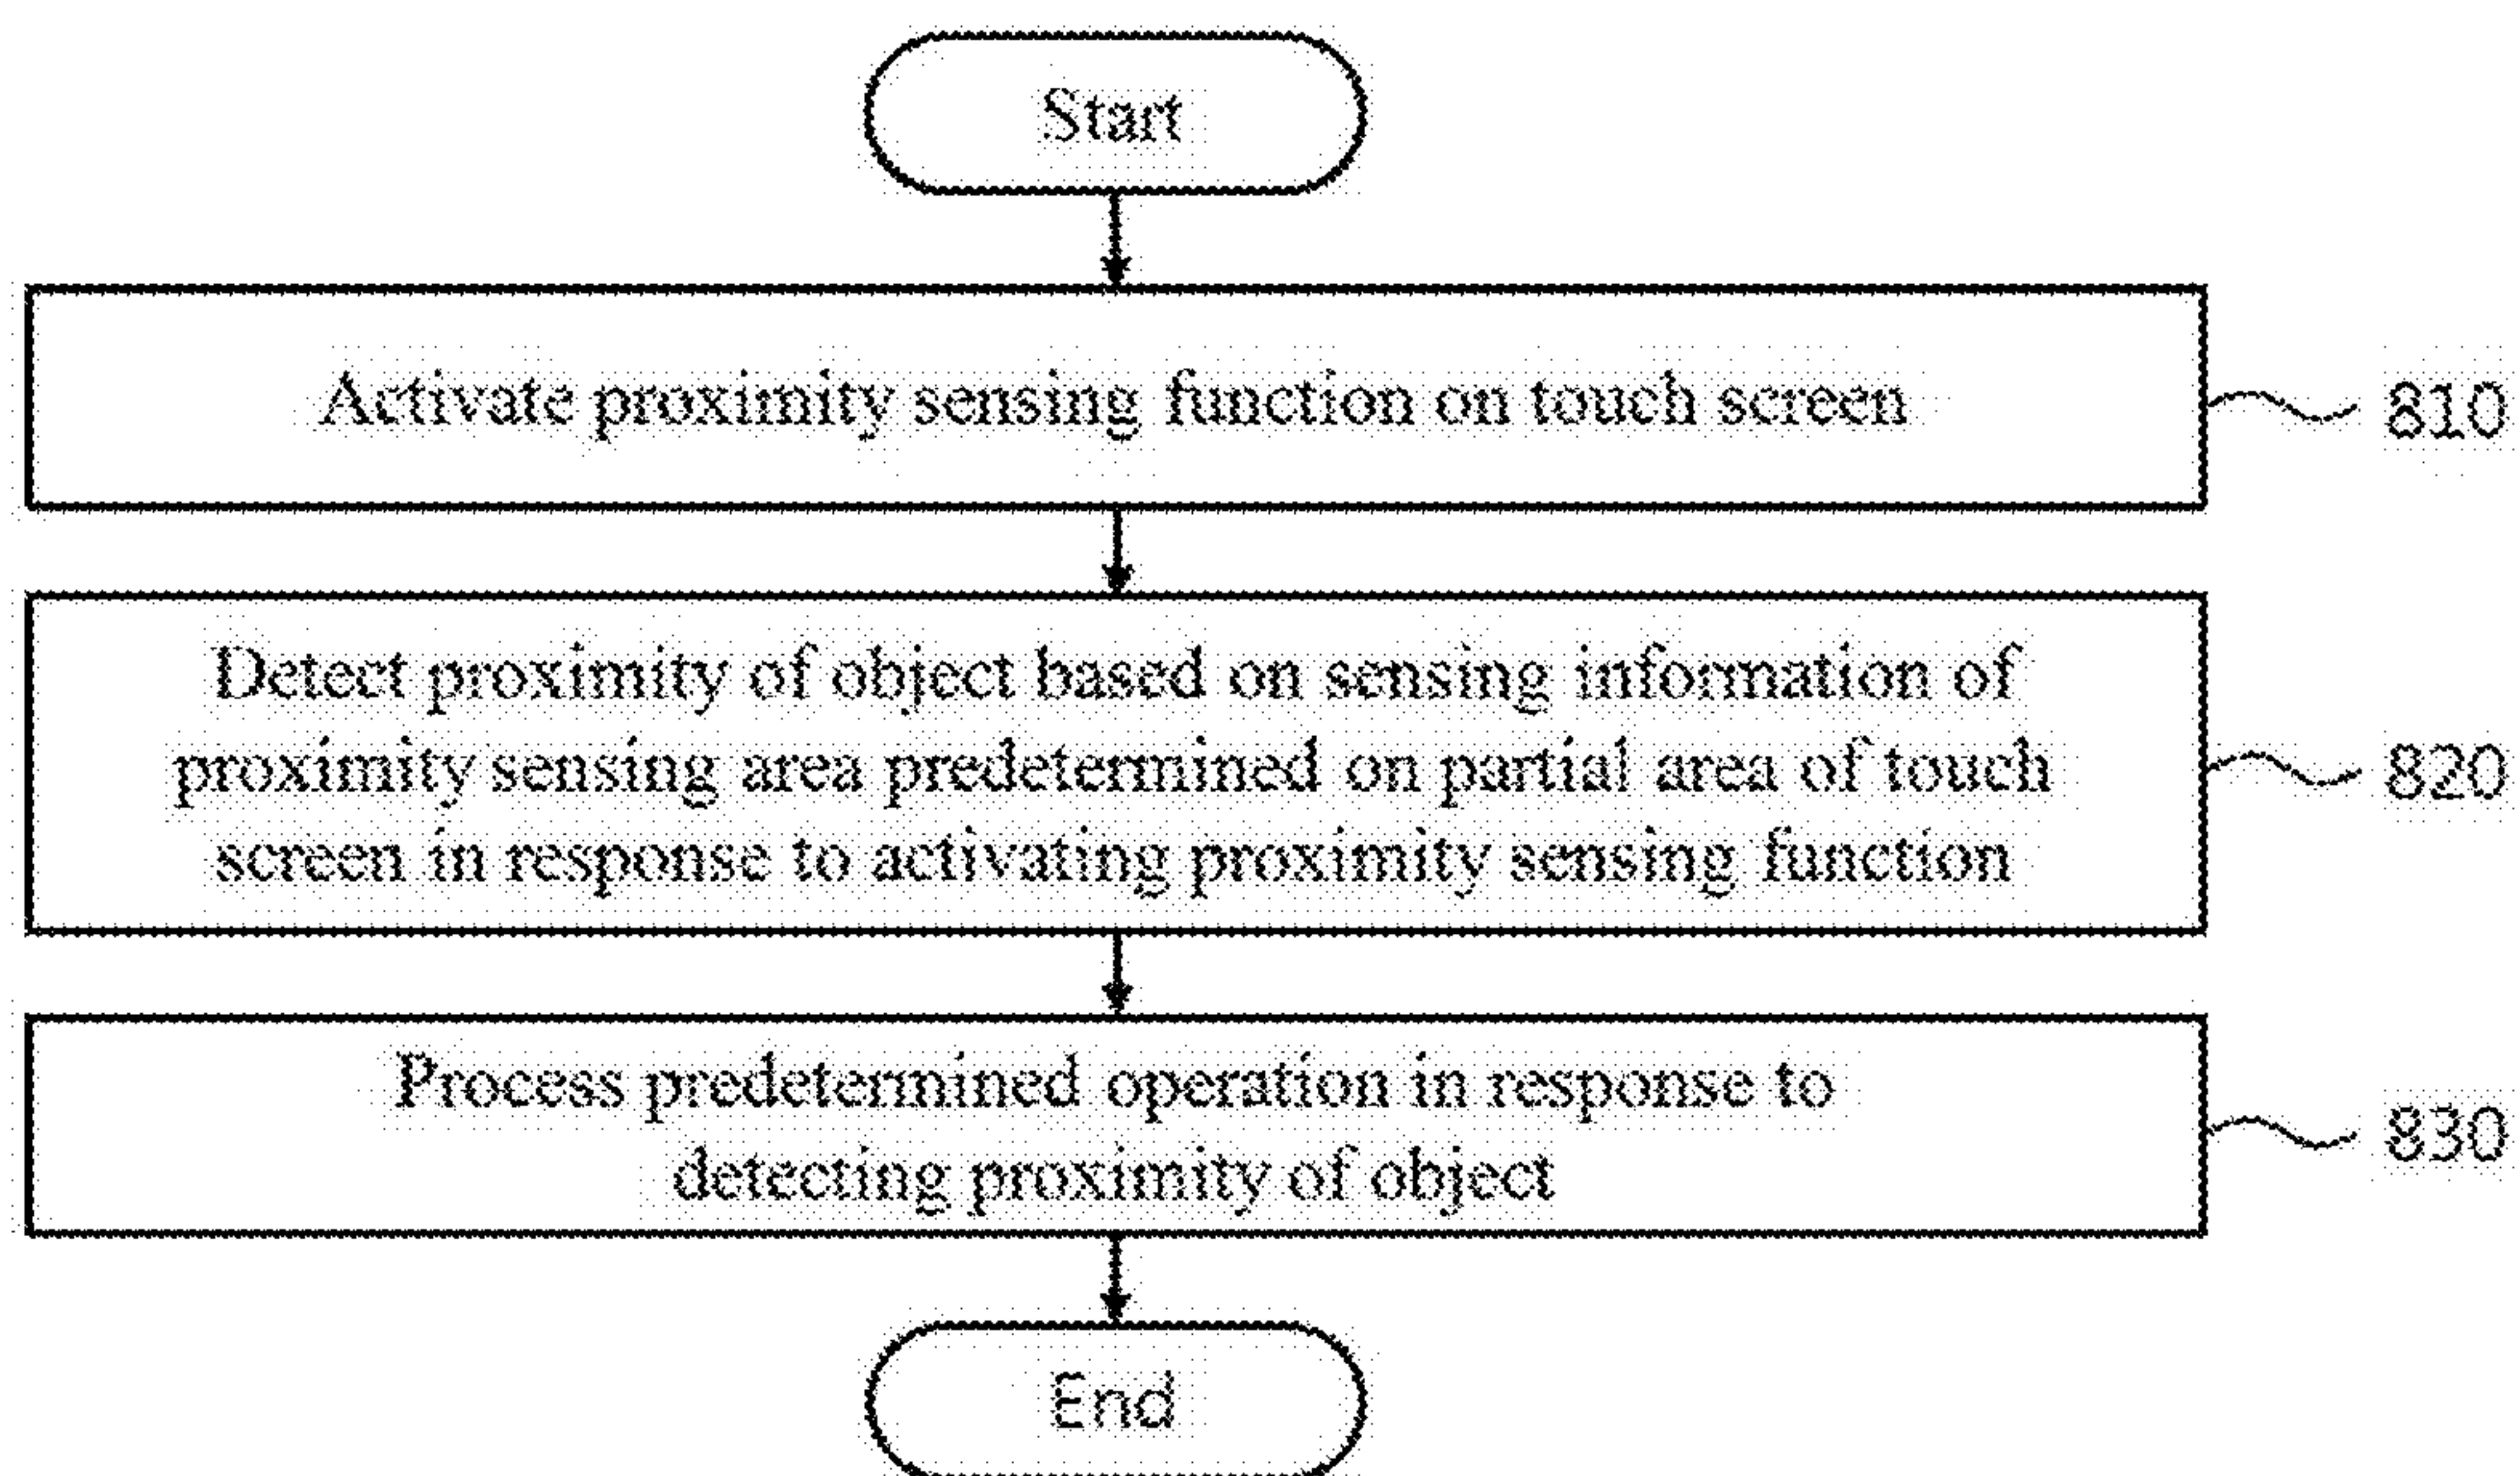 Start
Activate proximity sensing function on touch screen
810
Detect proximity of object based on sensing information of
proximity sensing area predetermined on partial area of touch
screen in response to activating proximity sensing function
820
Process predetermined operation in response to
detecting proximity of object
830
End